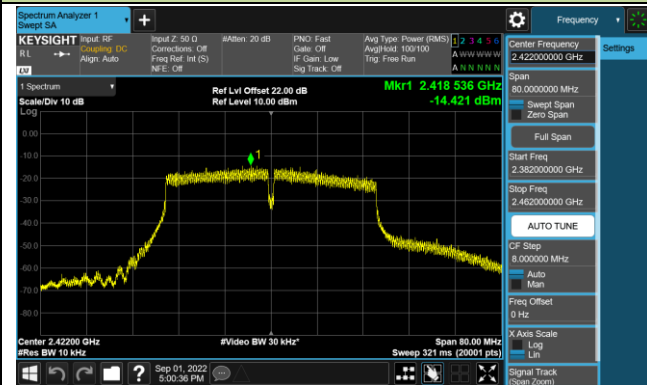 Spectrum Analyzer 1
Swept SA
Frequency
KEYSIGHT Input: RF Input Z: 50 Ω #Atten: 20 dB PNO: Fast Avg Type: Power (RMS) 1 2 3 4 5 6
RL Coupling: DC Corrections: Off Gate: Off Avg|Hold: 100/100 A W W W W W
Align: Auto Freq Ref: Int (S) IF Gain: Low Trig: Free Run
NFE: Off Sig Track: Off A N N N N N
LXI
Settings
Center Frequency
2.422000000 GHz
Span
80.0000000 MHz
Swept Span
Zero Span
Full Span
Start Freq
2.382000000 GHz
Stop Freq
2.462000000 GHz
AUTO TUNE
CF Step
8.000000 MHz
Auto
Man
Freq Offset
0 Hz
X Axis Scale
Log
Lin
Signal Track
(Span Zoom)
1 Spectrum
Scale/Div 10 dB
Log
Ref Lvl Offset 22.00 dB
Ref Level 10.00 dBm
Mkr1 2.418 536 GHz
-14.421 dBm
0.00
-10.0
1
-20.0
-30.0
-40.0
-50.0
-60.0
-70.0
-80.0
Center 2.42200 GHz #Video BW 30 kHz* Span 80.00 MHz
#Res BW 10 kHz Sweep 321 ms (20001 pts)
Sep 01, 2022
5:00:36 PM